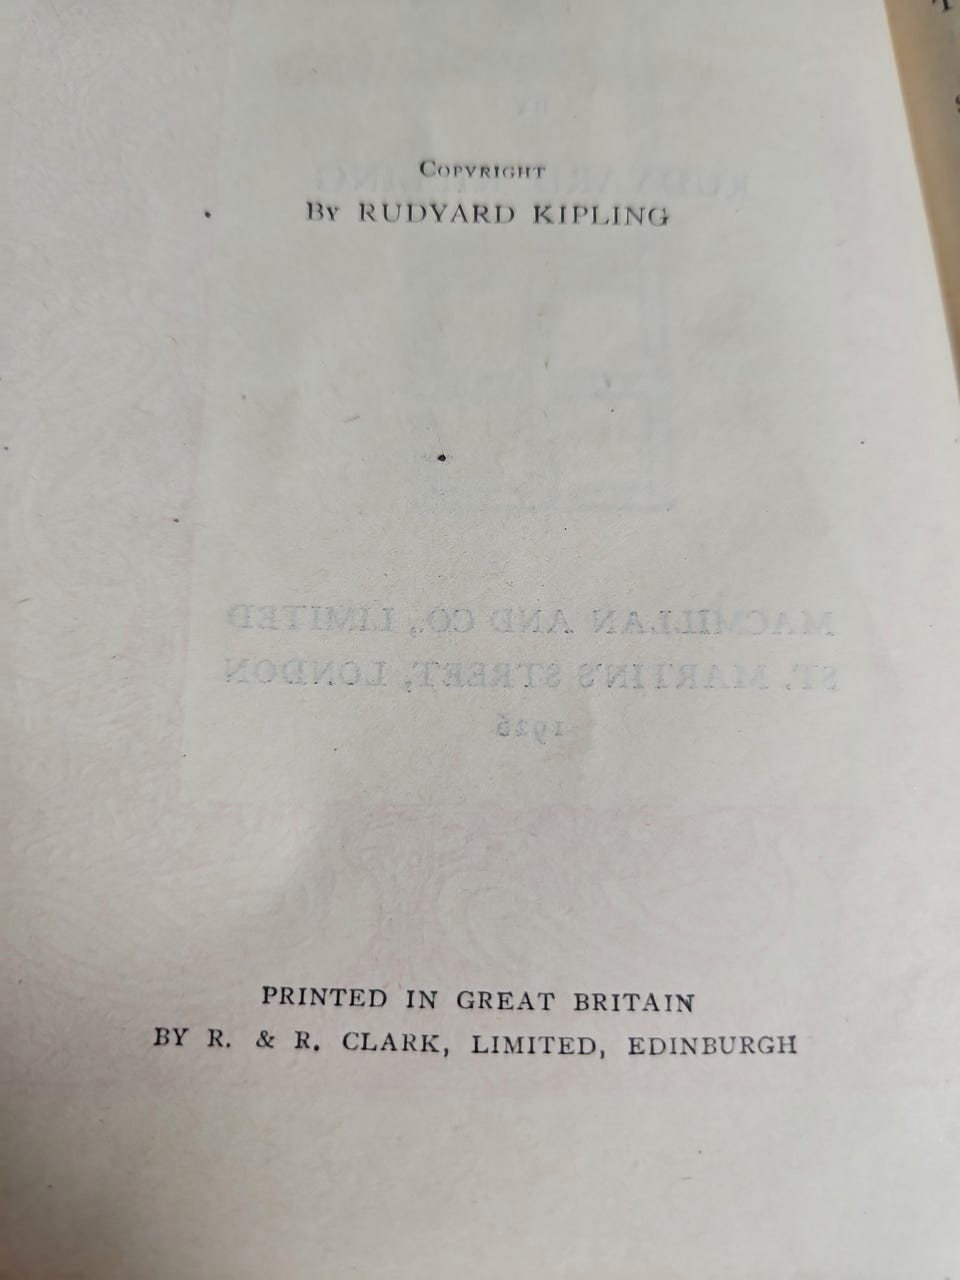 COPYRIGHT
BY RUDYARD KIPLING
MACMILLAN AND CO., LIMITED
ST. MARTIN'S STREET, LONDON
1926
PRINTED IN GREAT BRITAIN
BY R. & R. CLARK, LIMITED, EDINBURGH